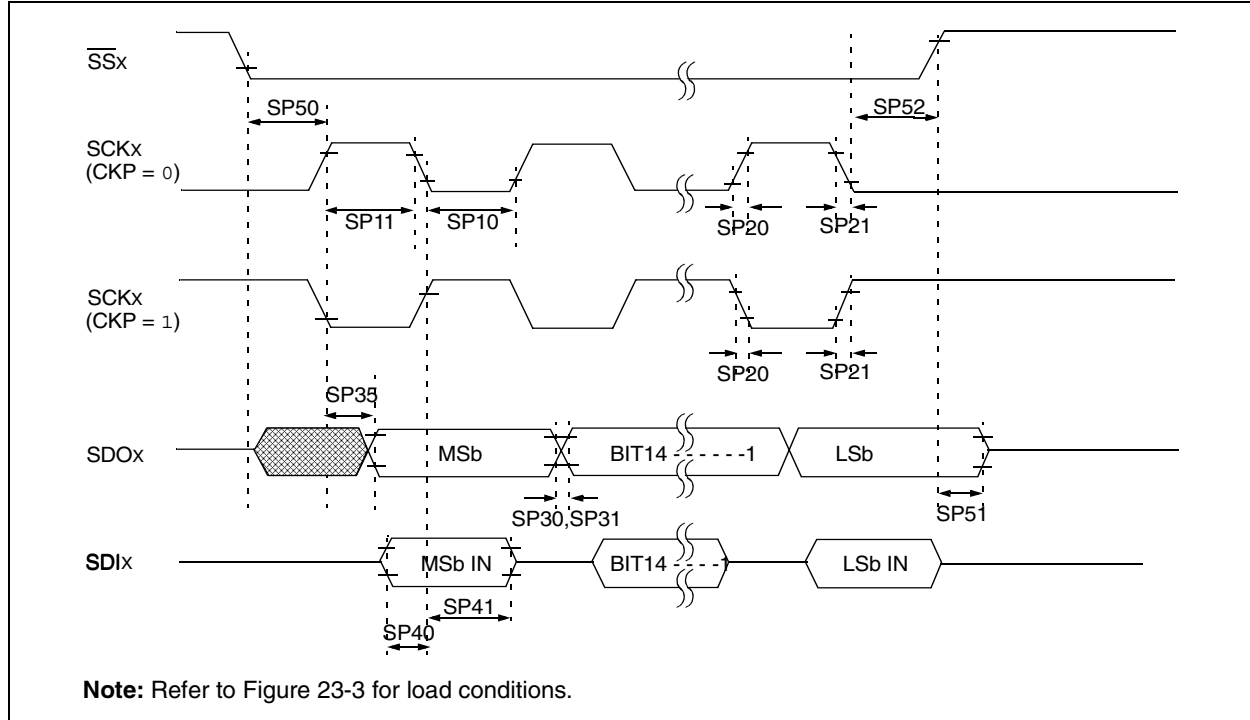 SSx
SP50
SP52
SCKx
(CKP = 0)
SP11
SP10
SP20
SP21
SCKx
(CKP = 1)
SP20
SP21
SP35
SDOx
MSb
BIT14 - - - - - -1
LSb
SP30,SP31
SP51
SDIx
MSb IN
BIT14 - - - - -1
LSb IN
SP41
SP40
Note: Refer to Figure 23-3 for load conditions.